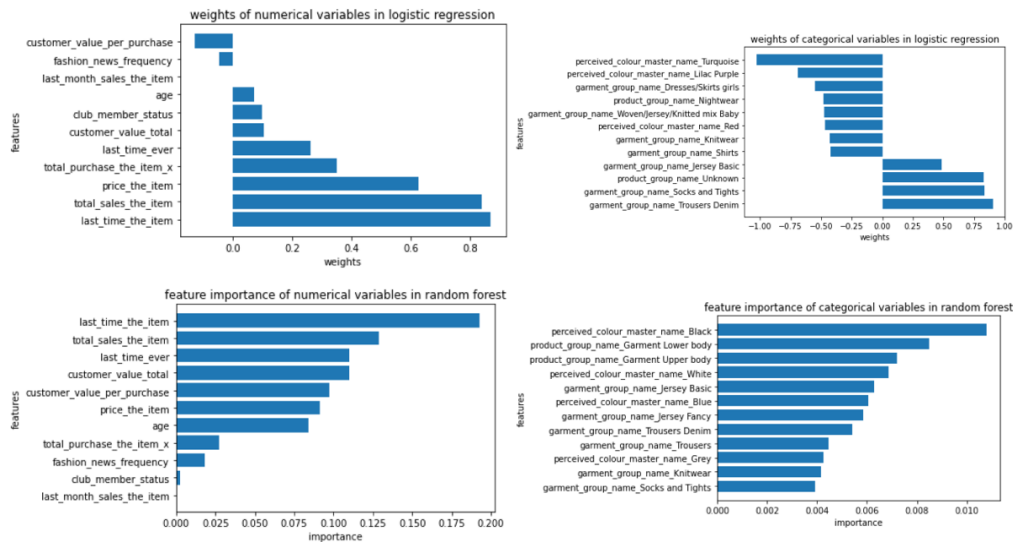 weights of numerical variables in logistic regression
customer_value_per_purchase
fashion_news_frequency
last_month_sales_the_item
age
club_member_status
customer_value_total
last_time_ever
total_purchase_the_item_x
price_the_item
total_sales_the_item
last_time_the_item
features
0.0 0.2 0.4 0.6 0.8
weights
weights of categorical variables in logistic regression
perceived_colour_master_name_Turquoise
perceived_colour_master_name_Lilac Purple
garment_group_name_Dresses/Skirts girls
product_group_name_Nightwear
garment_group_name_Woven/Jersey/Knitted mix Baby
perceived_colour_master_name_Red
garment_group_name_Knitwear
garment_group_name_Shirts
garment_group_name_Jersey Basic
product_group_name_Unknown
garment_group_name_Socks and Tights
garment_group_name_Trousers Denim
features
−1.00 −0.75 −0.50 −0.25 0.00 0.25 0.50 0.75 1.00
weights
feature importance of numerical variables in random forest
last_time_the_item
total_sales_the_item
last_time_ever
customer_value_total
customer_value_per_purchase
price_the_item
age
total_purchase_the_item_x
fashion_news_frequency
club_member_status
last_month_sales_the_item
features
0.000 0.025 0.050 0.075 0.100 0.125 0.150 0.175 0.200
importance
feature importance of categorical variables in random forest
perceived_colour_master_name_Black
product_group_name_Garment Lower body
product_group_name_Garment Upper body
perceived_colour_master_name_White
garment_group_name_Jersey Basic
perceived_colour_master_name_Blue
garment_group_name_Jersey Fancy
garment_group_name_Trousers Denim
garment_group_name_Trousers
perceived_colour_master_name_Grey
garment_group_name_Knitwear
garment_group_name_Socks and Tights
features
0.000 0.002 0.004 0.006 0.008 0.010
importance